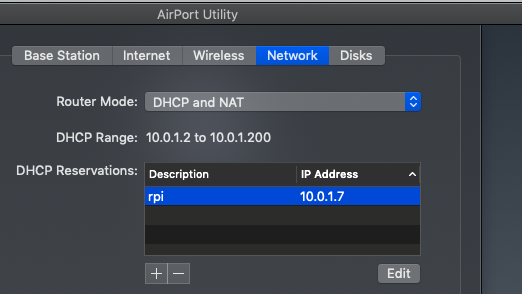 AirPort Utility
Base Station Internet Wireless Network Disks
Router Mode: DHCP and NAT
DHCP Range: 10.0.1.2 to 10.0.1.200
DHCP Reservations:
Description IP Address
rpi 10.0.1.7
Edit